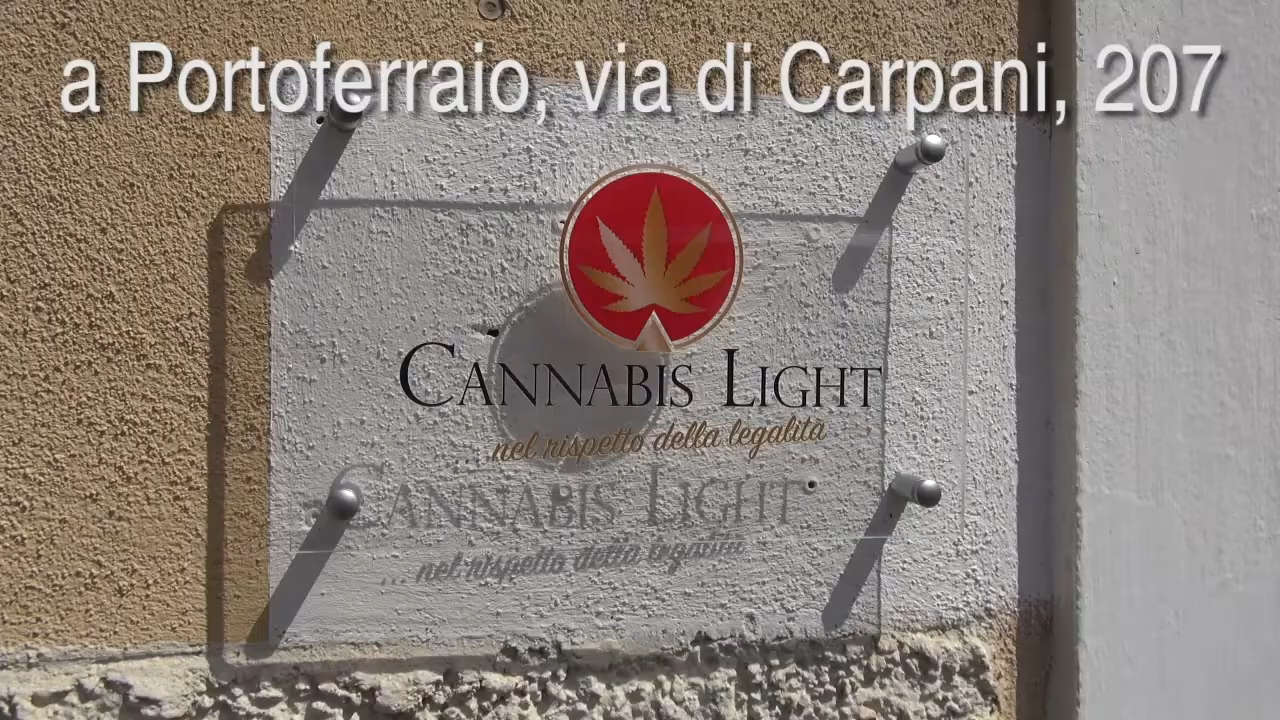 a Portoferraio, via di Carpani, 207
CANNABIS LIGHT
nel rispetto della legalità
CANNABIS LIGHT
... nel rispetto della legalità